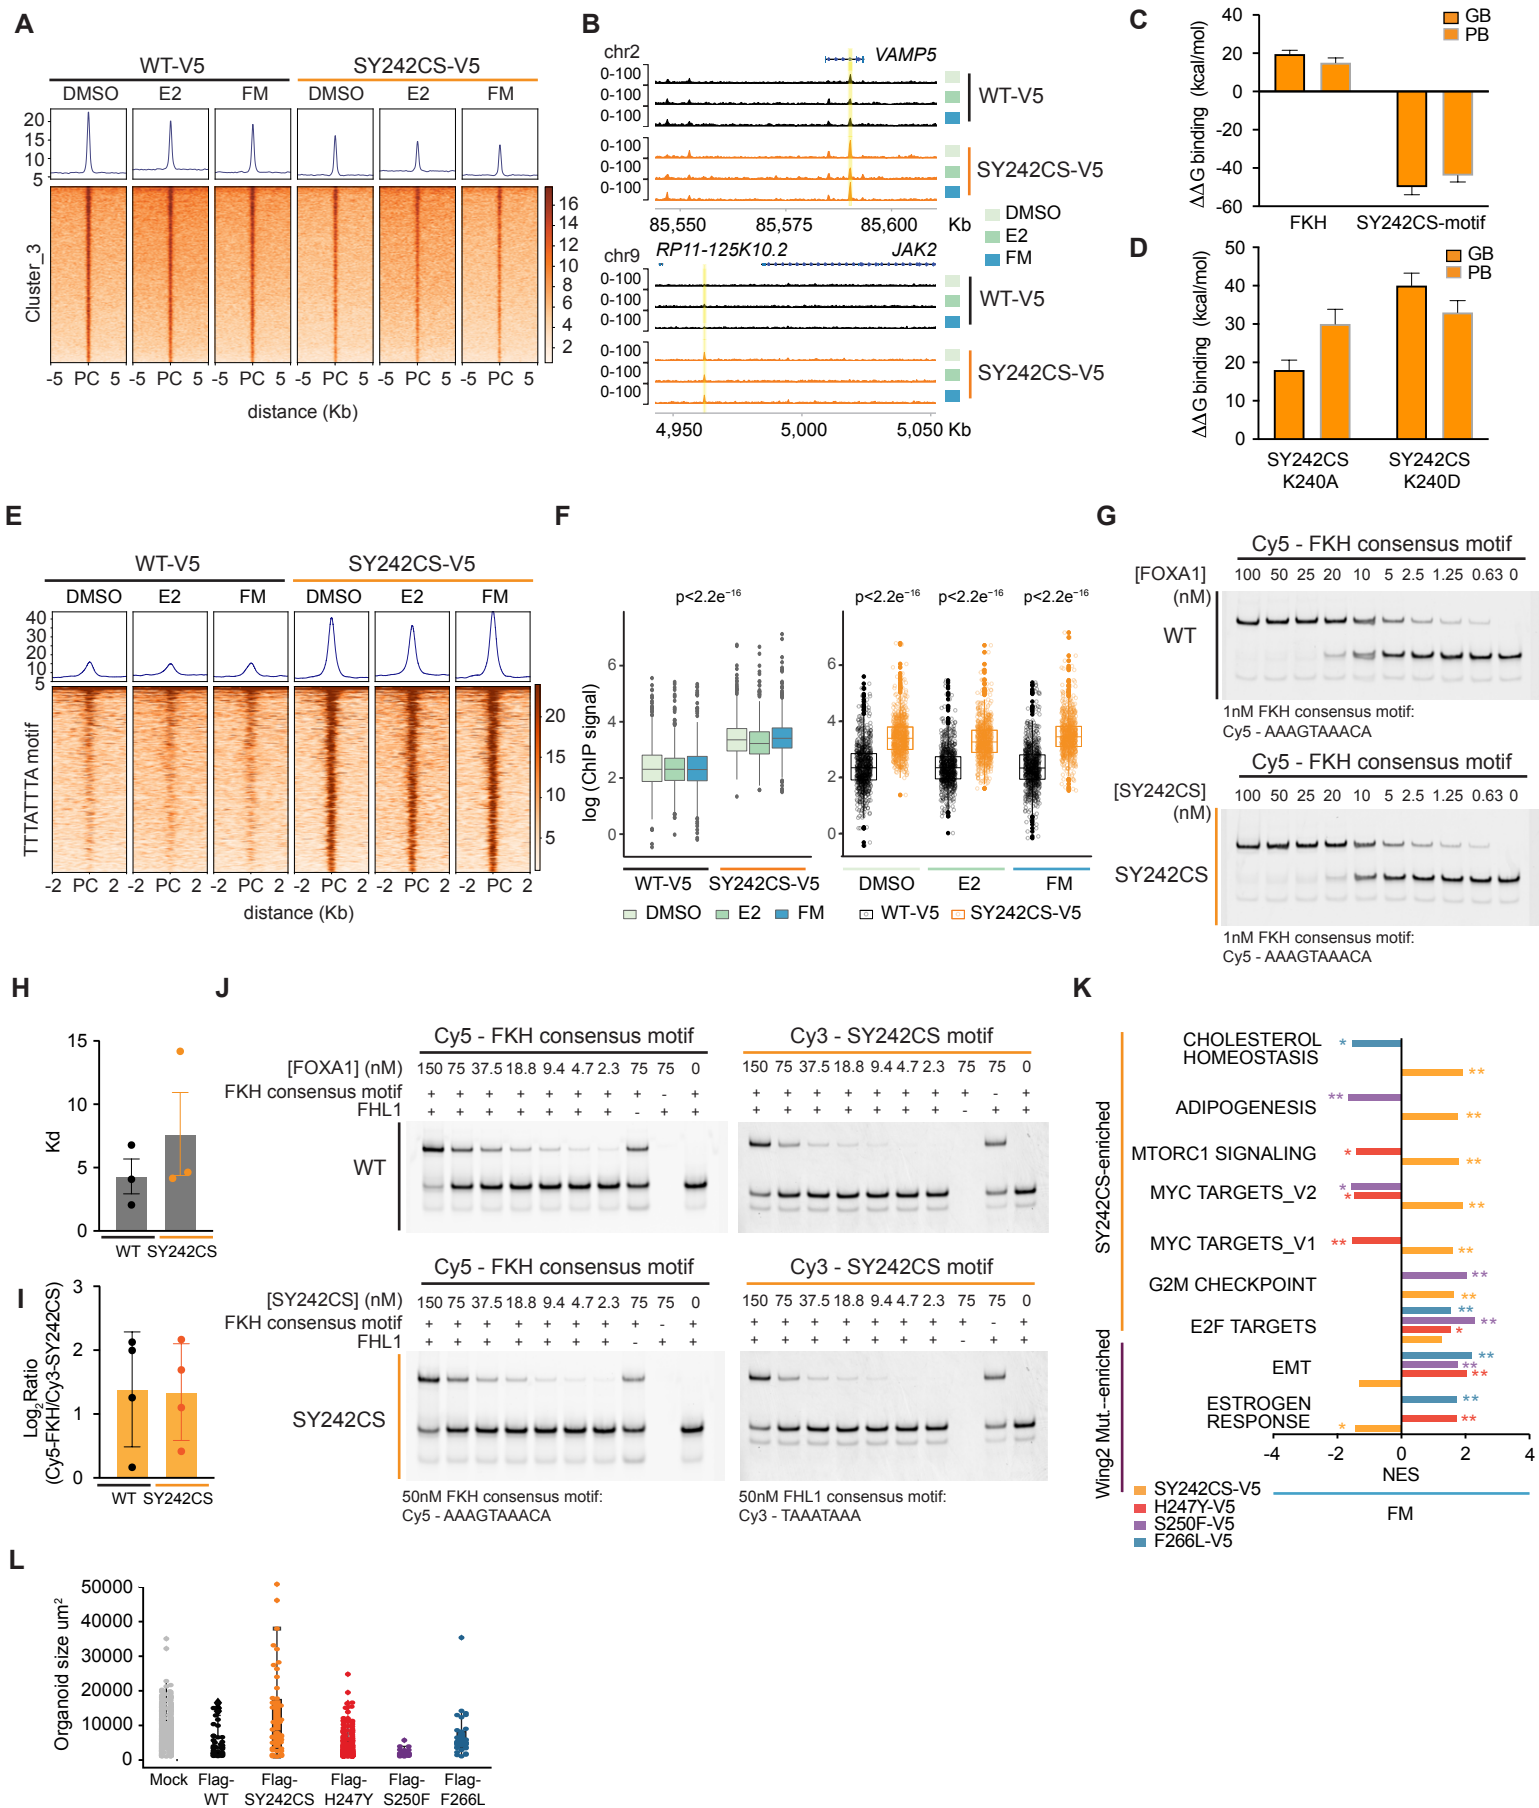 A
WT-V5 SY242CS-V5
DMSO E2 FM DMSO E2 FM
20
15
10
5
Cluster_3
16
14
12
10
8
6
4
2
-5 PC 5 -5 PC 5 -5 PC 5 -5 PC 5 -5 PC 5 -5 PC 5
distance (Kb)
B
chr2 VAMP5
0-100
0-100
0-100
WT-V5
0-100
0-100
0-100
SY242CS-V5
85,550 85,575 85,600 Kb
DMSO
E2
FM
RP11-125K10.2 JAK2
chr9
0-100
0-100
0-100
WT-V5
0-100
0-100
0-100
SY242CS-V5
4,950 5,000 5,050 Kb
C
ΔΔG binding (kcal/mol)
40
20
0
-20
-40
-60
GB
PB
FKH SY242CS-motif
D
ΔΔG binding (kcal/mol)
50
40
30
20
10
0
GB
PB
SY242CS SY242CS
K240A K240D
E
WT-V5 SY242CS-V5
DMSO E2 FM DMSO E2 FM
40
30
20
10
5
TTTATTTA motif
20
15
10
5
-2 PC 2 -2 PC 2 -2 PC 2 -2 PC 2 -2 PC 2 -2 PC 2
distance (Kb)
F
log (ChIP signal)
p<2.2e⁻¹⁶
6
4
2
0
WT-V5 SY242CS-V5
DMSO E2 FM
p<2.2e⁻¹⁶ p<2.2e⁻¹⁶ p<2.2e⁻¹⁶
6
4
2
0
DMSO E2 FM
WT-V5 SY242CS-V5
G
Cy5 - FKH consensus motif
[FOXA1] 100 50 25 20 10 5 2.5 1.25 0.63 0
(nM)
WT
1nM FKH consensus motif:
Cy5 - AAAGTAAACA
Cy5 - FKH consensus motif
[SY242CS] 100 50 25 20 10 5 2.5 1.25 0.63 0
(nM)
SY242CS
1nM FKH consensus motif:
Cy5 - AAAGTAAACA
H
Kd
15
10
5
0
WT SY242CS
I
Log₂Ratio
(Cy5-FKH/Cy3-SY242CS)
3
2
1
0
WT SY242CS
J
Cy5 - FKH consensus motif Cy3 - SY242CS motif
[FOXA1] (nM) 150 75 37.5 18.8 9.4 4.7 2.3 75 75 0 150 75 37.5 18.8 9.4 4.7 2.3 75 75 0
FKH consensus motif + + + + + + + + - + + + + + + + + + - +
FHL1 + + + + + + + - + + + + + + + + + - + +
WT
Cy5 - FKH consensus motif Cy3 - SY242CS motif
[SY242CS] (nM) 150 75 37.5 18.8 9.4 4.7 2.3 75 75 0 150 75 37.5 18.8 9.4 4.7 2.3 75 75 0
FKH consensus motif + + + + + + + + - + + + + + + + + + - +
FHL1 + + + + + + + - + + + + + + + + + - + +
SY242CS
50nM FKH consensus motif: 50nM FHL1 consensus motif:
Cy5 - AAAGTAAACA Cy3 - TAAATAAA
K
SY242CS-enriched
Wing2 Mut.--enriched
CHOLESTEROL *
HOMEOSTASIS
**
** ADIPOGENESIS
**
MTORC1 SIGNALING *
**
MYC TARGETS_V2 *
*
**
MYC TARGETS_V1 **
**
G2M CHECKPOINT **
**
**
E2F TARGETS **
*
EMT **
**
**
ESTROGEN **
RESPONSE **
*
-4 -2 0 2 4
NES
FM
SY242CS-V5
H247Y-V5
S250F-V5
F266L-V5
L
Organoid size um²
50000
40000
30000
20000
10000
0
Mock Flag- Flag- Flag- Flag- Flag-
WT SY242CS H247Y S250F F266L